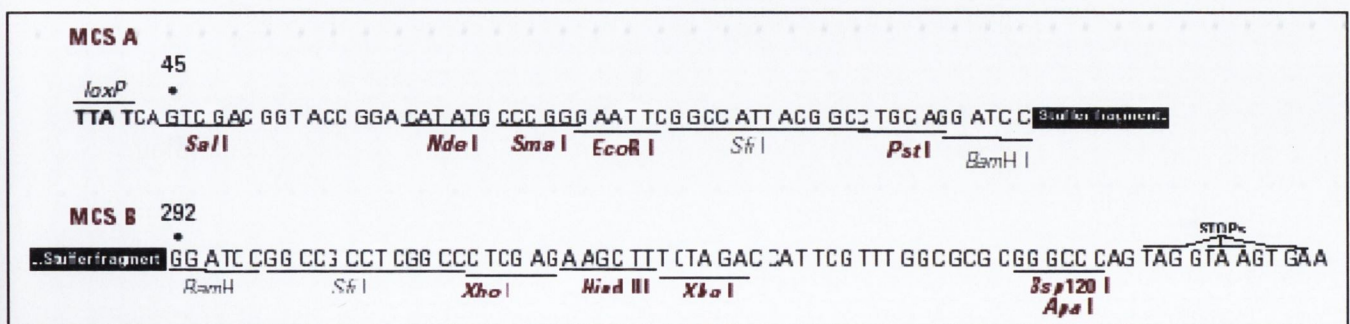 MCS A
45
loxP
TTA TCA GTC GAC GGT ACC GGA CAT ATG CCC GGG GAA TTC GGCC ATT ACG GCC TGC AGG ATC C Stuffer fragment..
Sal I Nde I Sma I EcoR I Sfi I Pst I BamH I
MCS B 292
STOPs
..Stuffer fragment GG ATC CGG CCG CCT CGG CCC TCG AGA AGC TTT CTA GAC CAT TCG TTT GGC GCG CGG GCC CAG TAG GTA AGT GAA
BamH Sfi I Xho I Hind III Xba I Bsp120 I
Apa I